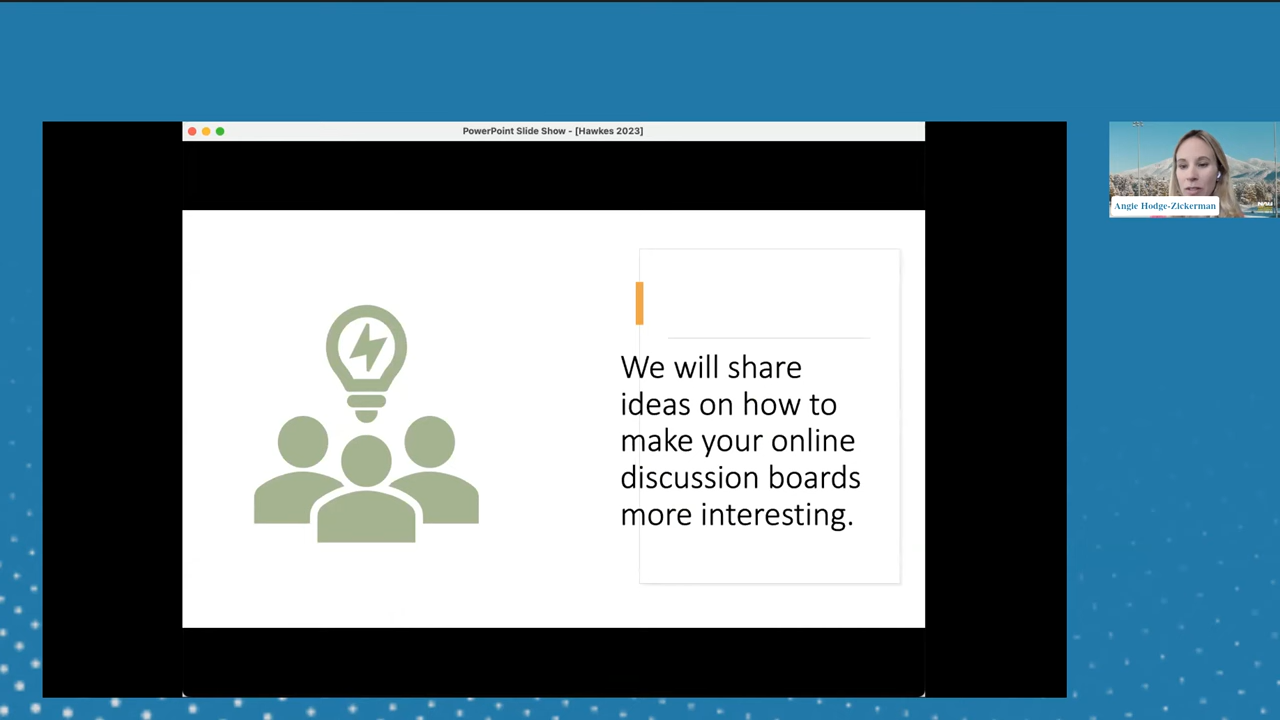 PowerPoint Slide Show - [Hawkes 2023]
Angie Hodge-Zickerman
We will share
ideas on how to
make your online
discussion boards
more interesting.